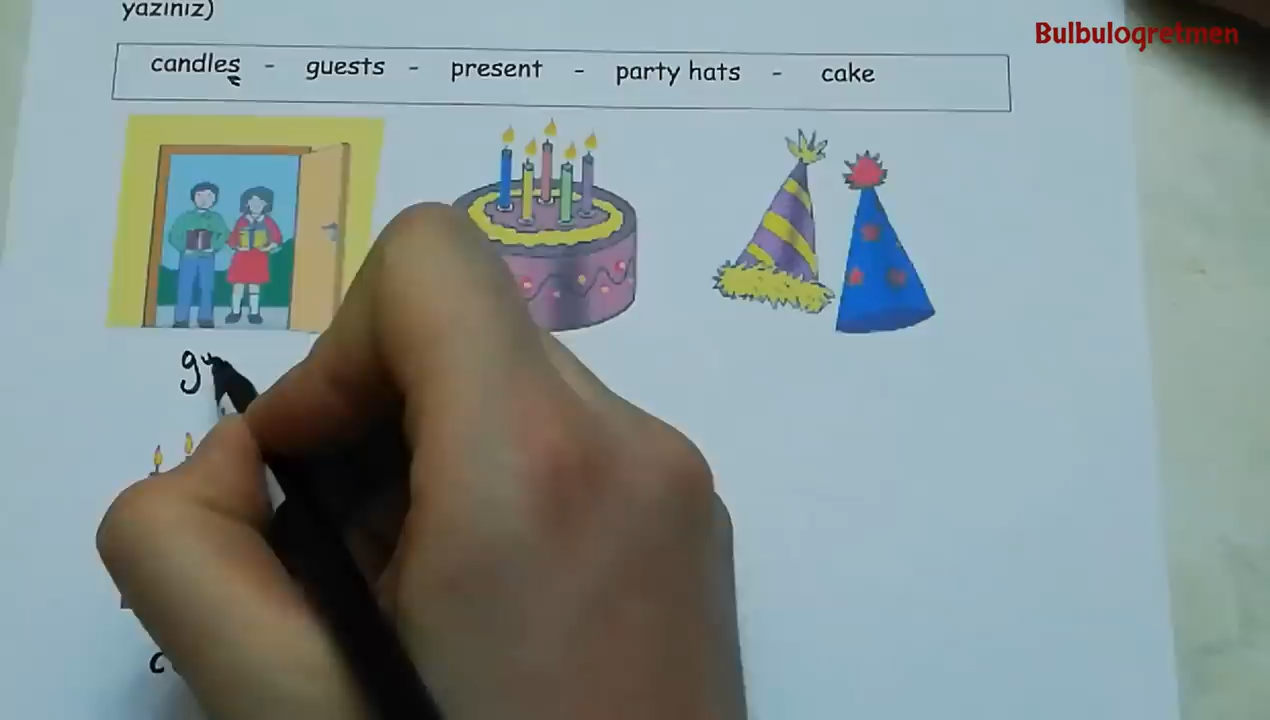 yazınız)
Bulbulogretmen
candles - guests - present - party hats - cake